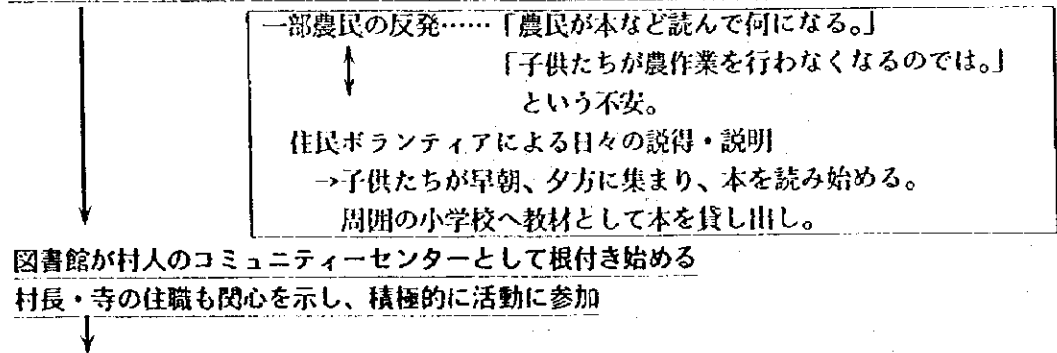 一部農民の反発……「農民が本など読んで何になる。」
「子供たちが農作業を行わなくなるのでは。」
という不安。
住民ボランティアによる日々の説得・説明
→子供たちが早朝、夕方に集まり、本を読み始める。
周囲の小学校へ教材として本を貸し出し。
図書館が村人のコミュニティーセンターとして根付き始める
村長・寺の住職も関心を示し、積極的に活動に参加